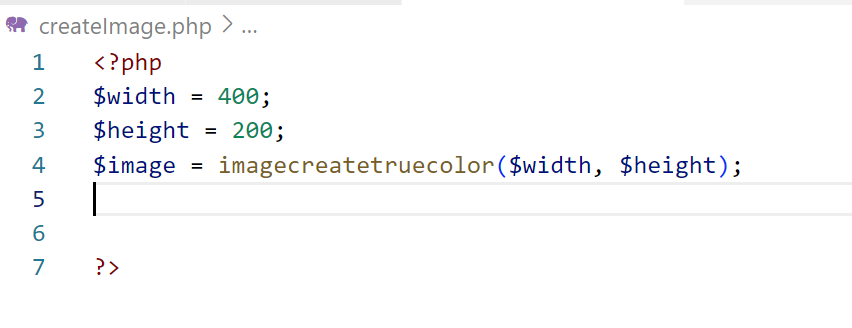 createImage.php > ...
1 <?php
2 $width = 400;
3 $height = 200;
4 $image = imagecreatetruecolor($width, $height);
5
6
7 ?>